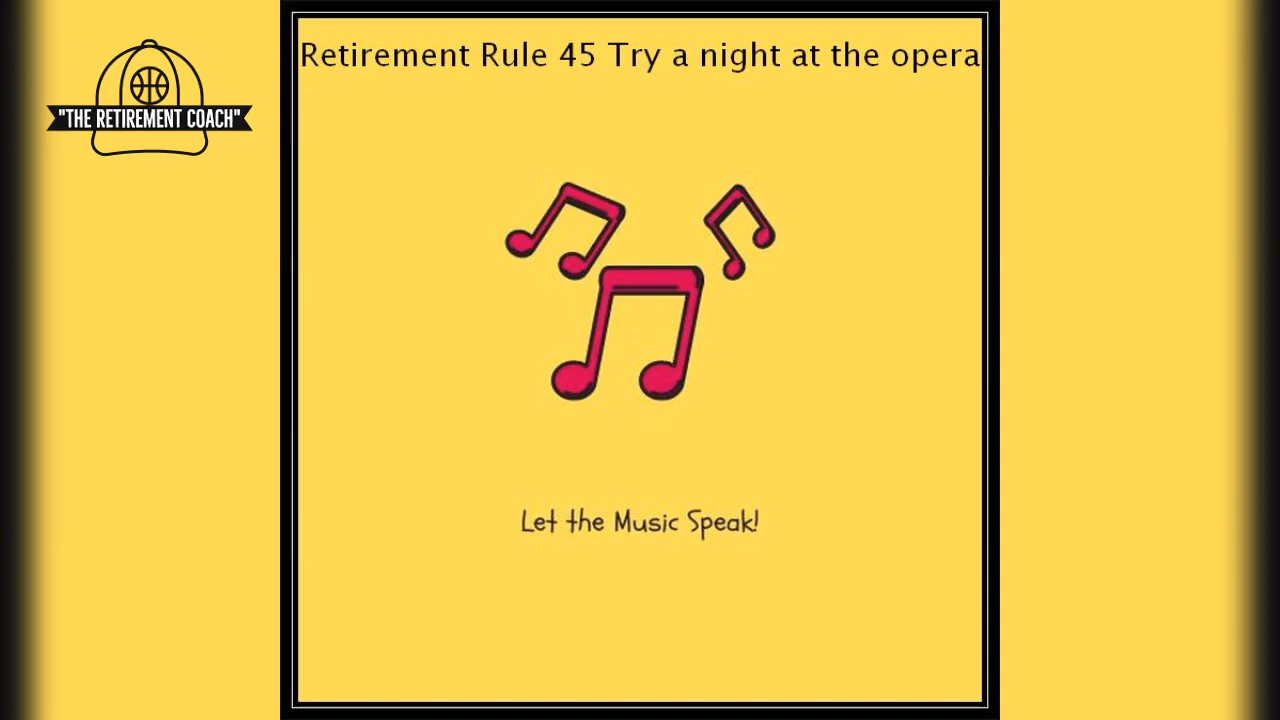 Retirement Rule 45 Try a night at the opera
"THE RETIREMENT COACH"
Let the Music Speak!